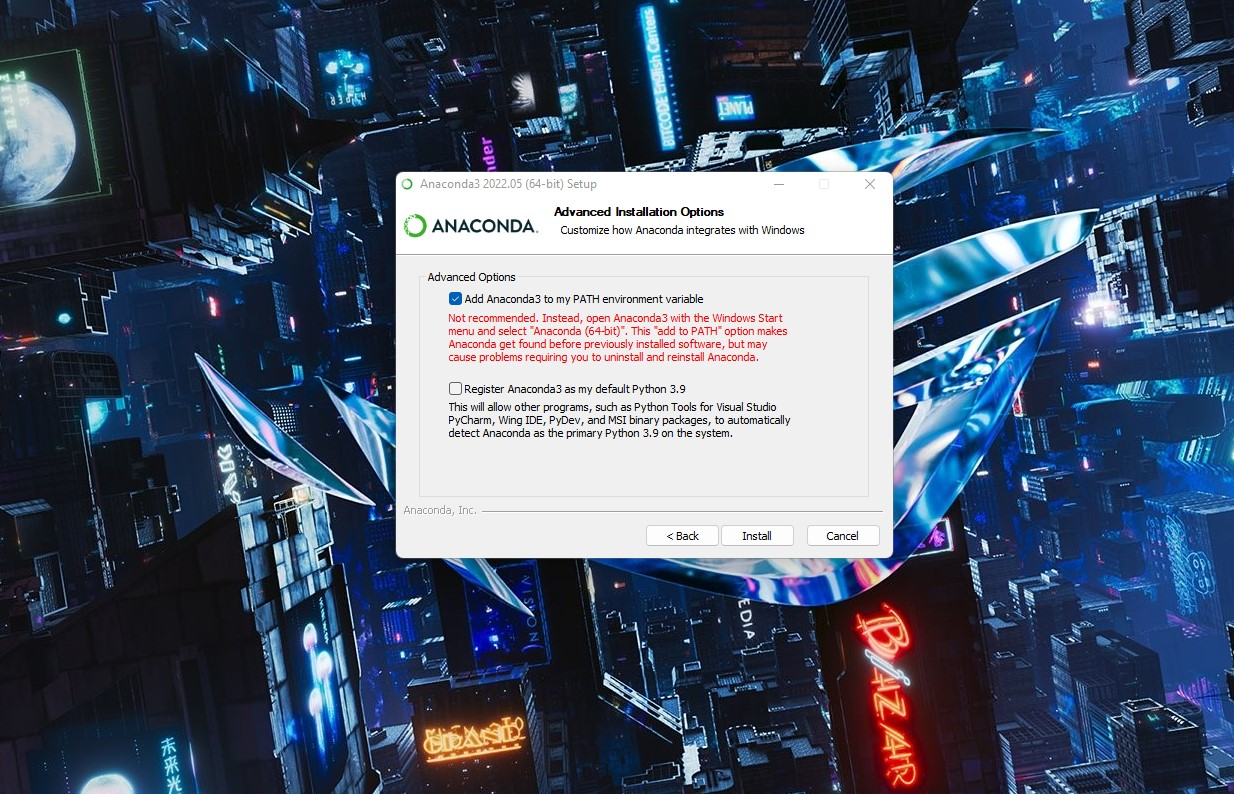 BITCODE English Centers
PLANET
Anaconda3 2022.05 (64-bit) Setup
ANACONDA.
Advanced Installation Options
Customize how Anaconda integrates with Windows
Advanced Options
Add Anaconda3 to my PATH environment variable
Not recommended. Instead, open Anaconda3 with the Windows Start
menu and select "Anaconda (64-bit)". This "add to PATH" option makes
Anaconda get found before previously installed software, but may
cause problems requiring you to uninstall and reinstall Anaconda.
Register Anaconda3 as my default Python 3.9
This will allow other programs, such as Python Tools for Visual Studio
PyCharm, Wing IDE, PyDev, and MSI binary packages, to automatically
detect Anaconda as the primary Python 3.9 on the system.
Anaconda, Inc.
< Back
Install
Cancel
BAZAR
未来光